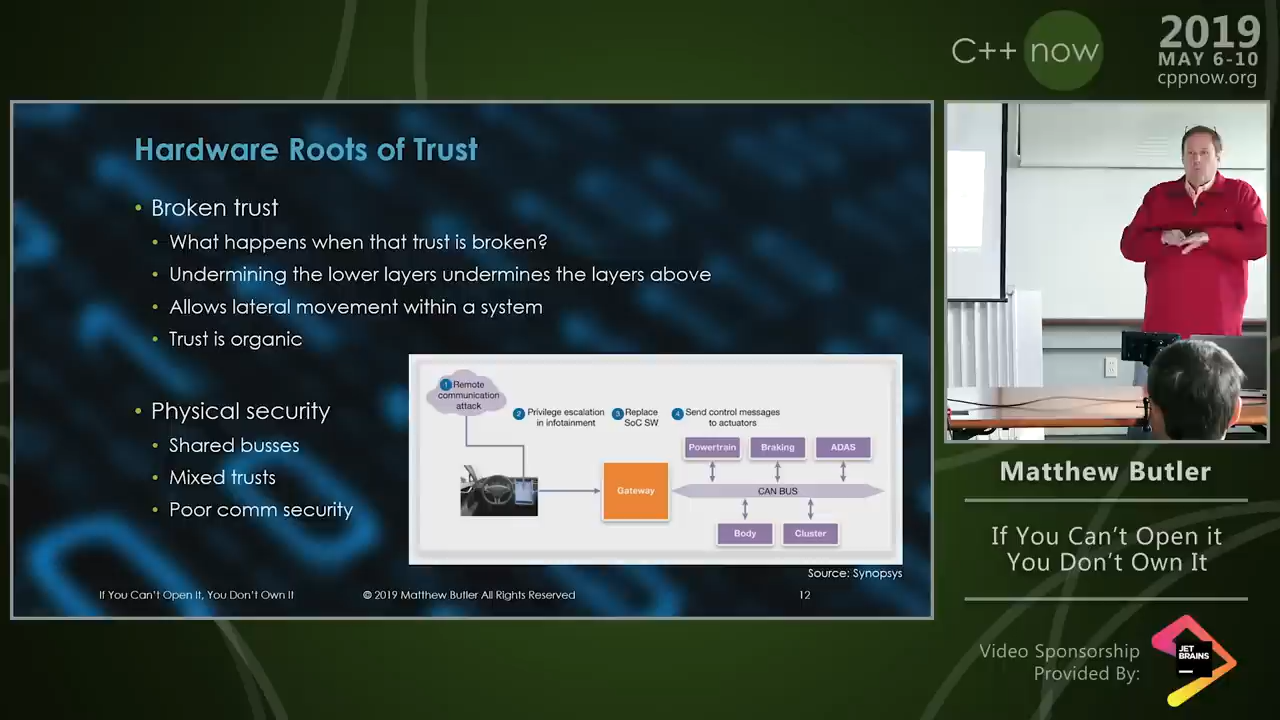 C++ now
2019
MAY 6-10
cppnow.org
Hardware Roots of Trust
• Broken trust
• What happens when that trust is broken?
• Undermining the lower layers undermines the layers above
• Allows lateral movement within a system
• Trust is organic
• Physical security
• Shared busses
• Mixed trusts
• Poor comm security
1 Remote
communication
attack
2 Privilege escalation
in infotainment
3 Replace
SoC SW
4 Send control messages
to actuators
Powertrain
Braking
ADAS
Gateway
CAN BUS
Body
Cluster
Source: Synopsys
If You Can't Open It, You Don't Own It
© 2019 Matthew Butler All Rights Reserved
12
Matthew Butler
If You Can't Open it
You Don't Own It
Video Sponsorship
Provided By:
JET
BRAINS